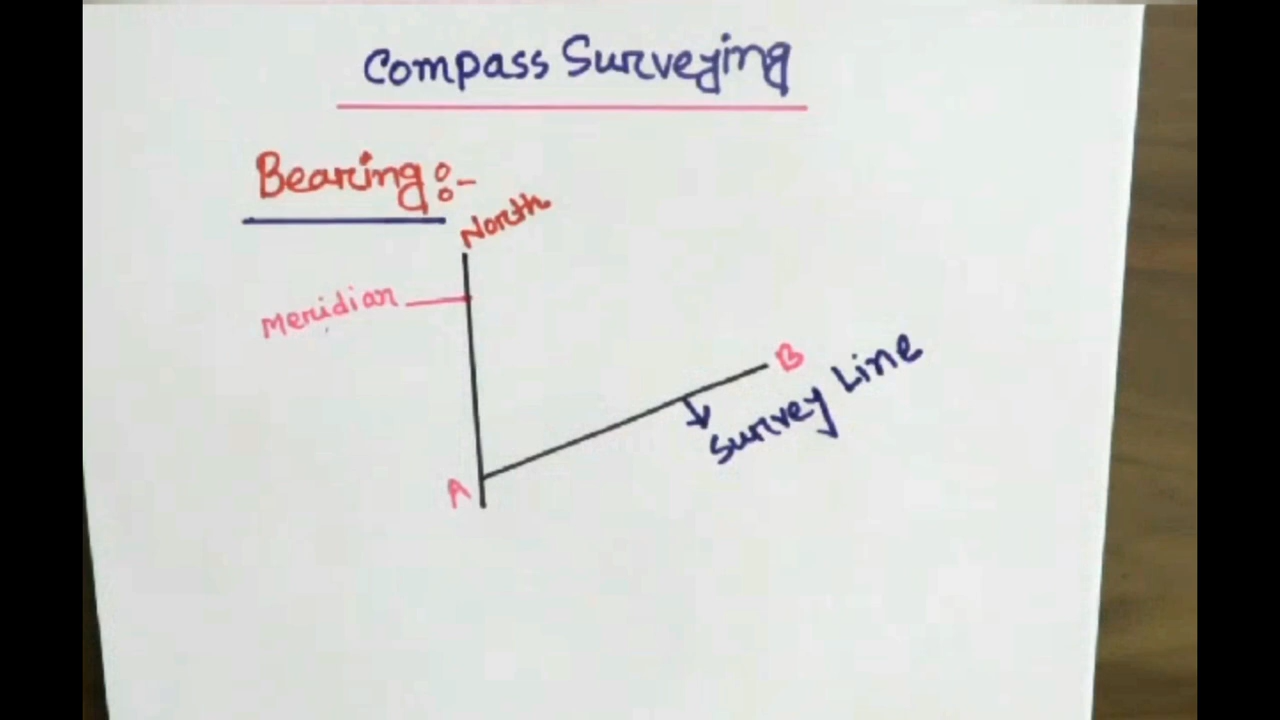 Compass Surveying
Bearing :-
North
Meridian
B
Survey Line
A